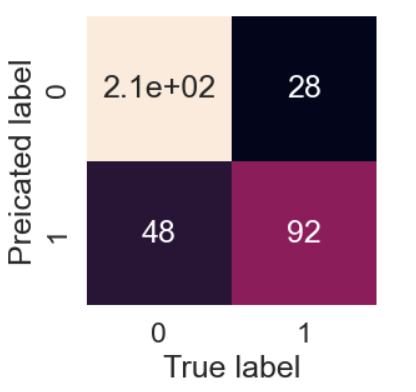 Preicated label
0
2.1e+02 28
1
48 92
0 1
True label